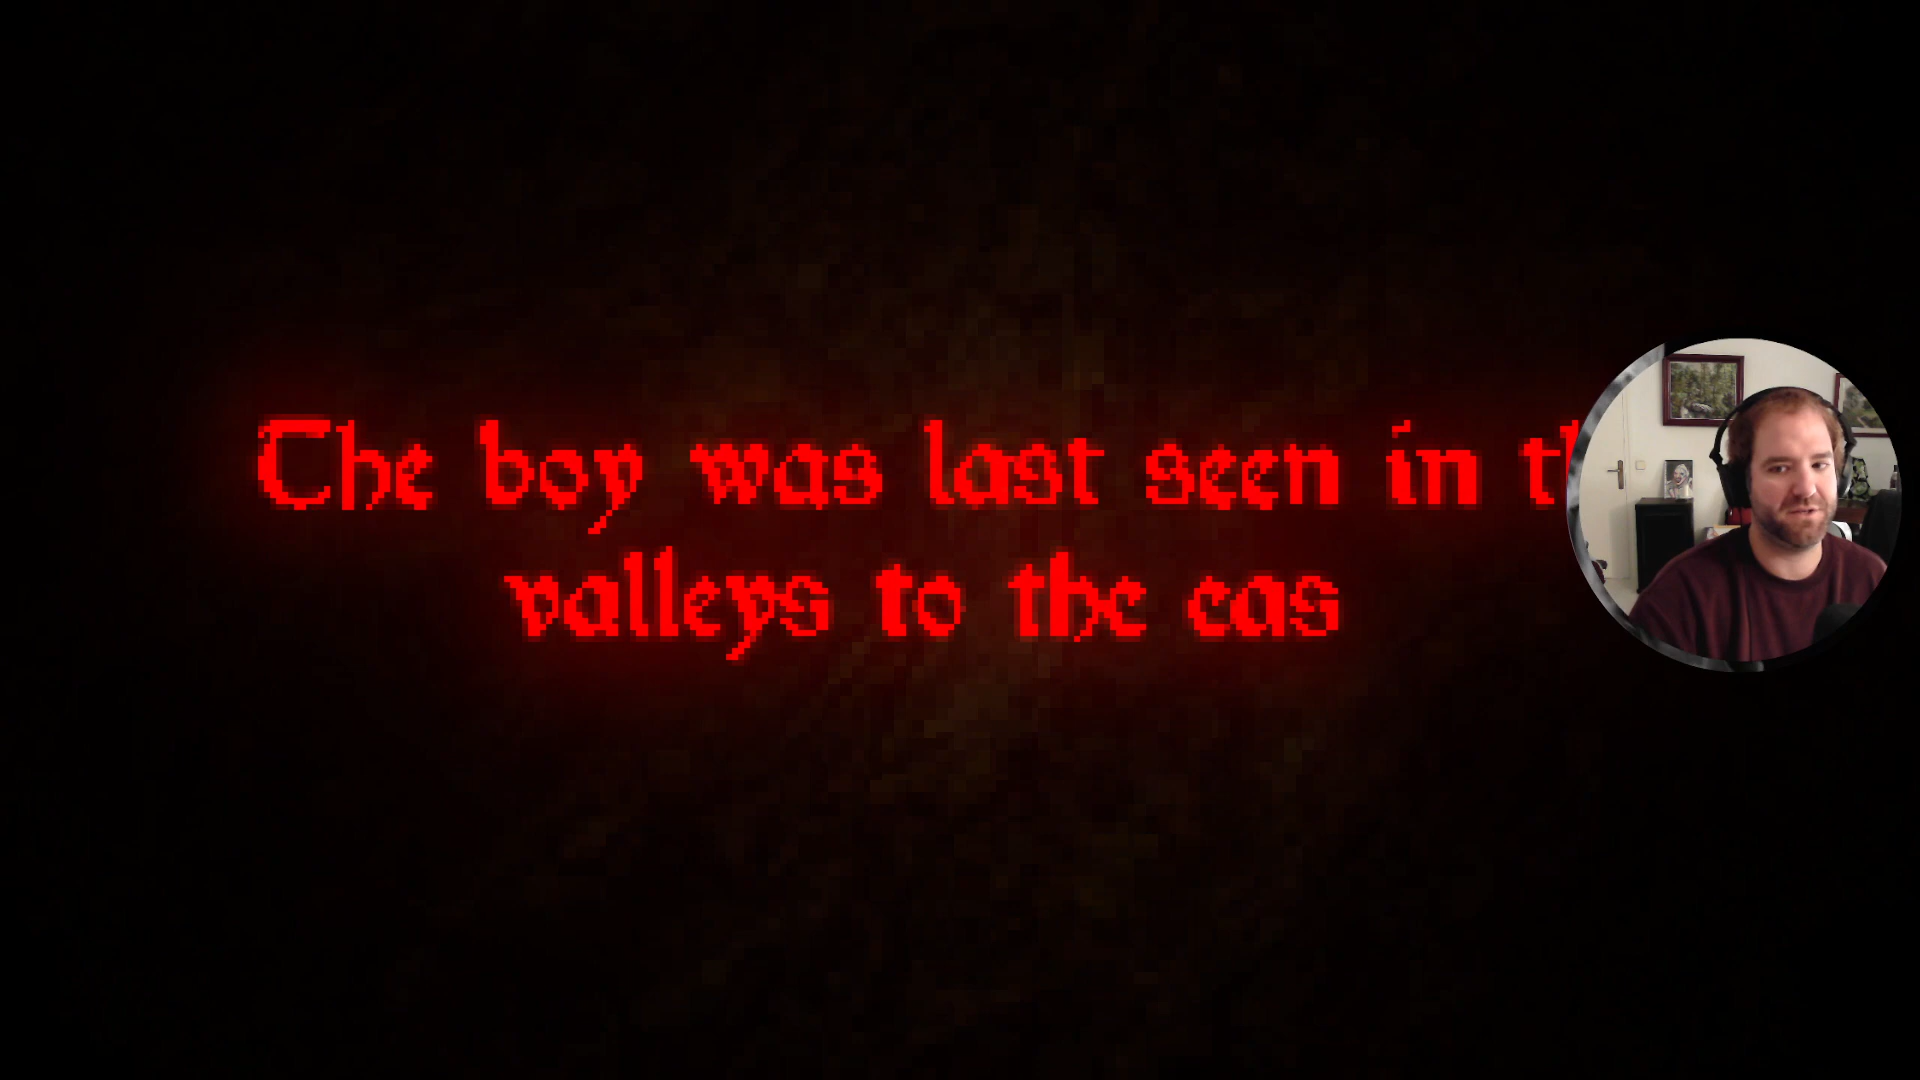 The boy was last seen in
valleys to the eas